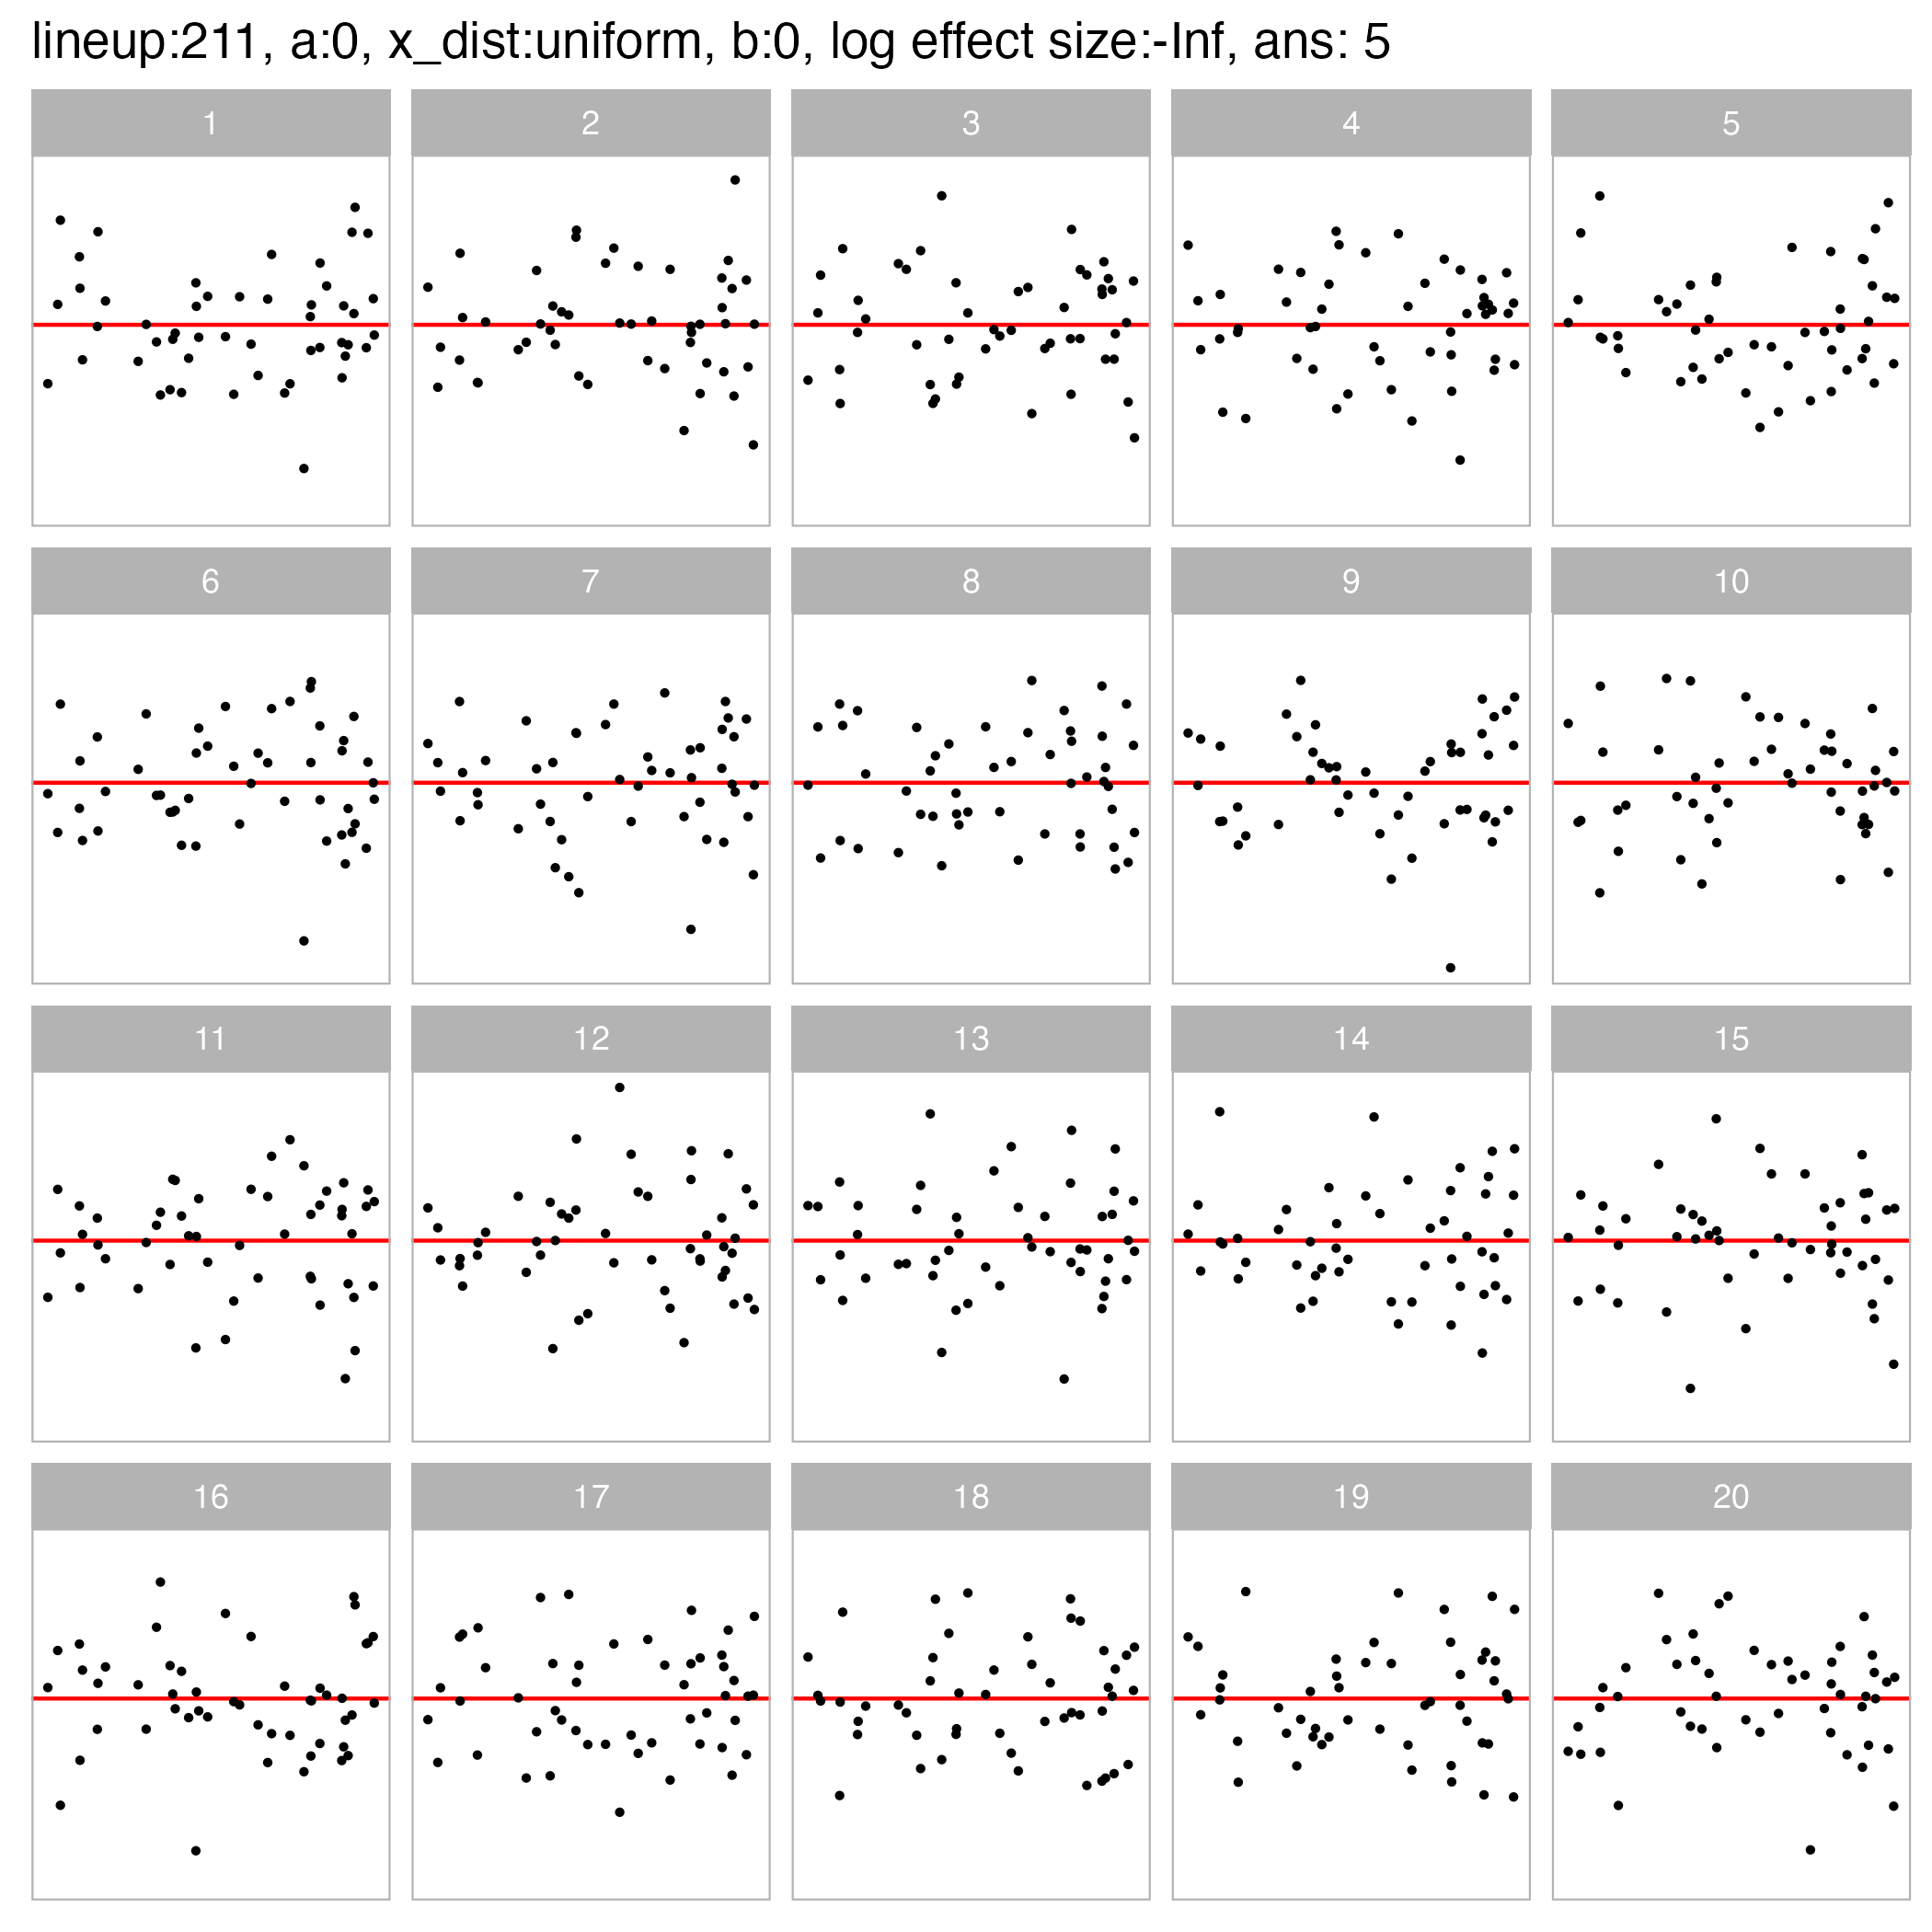 lineup:211, a:0, x_dist:uniform, b:0, log effect size:-Inf, ans: 5
1 2 3 4 5
6 7 8 9 10
11 12 13 14 15
16 17 18 19 20